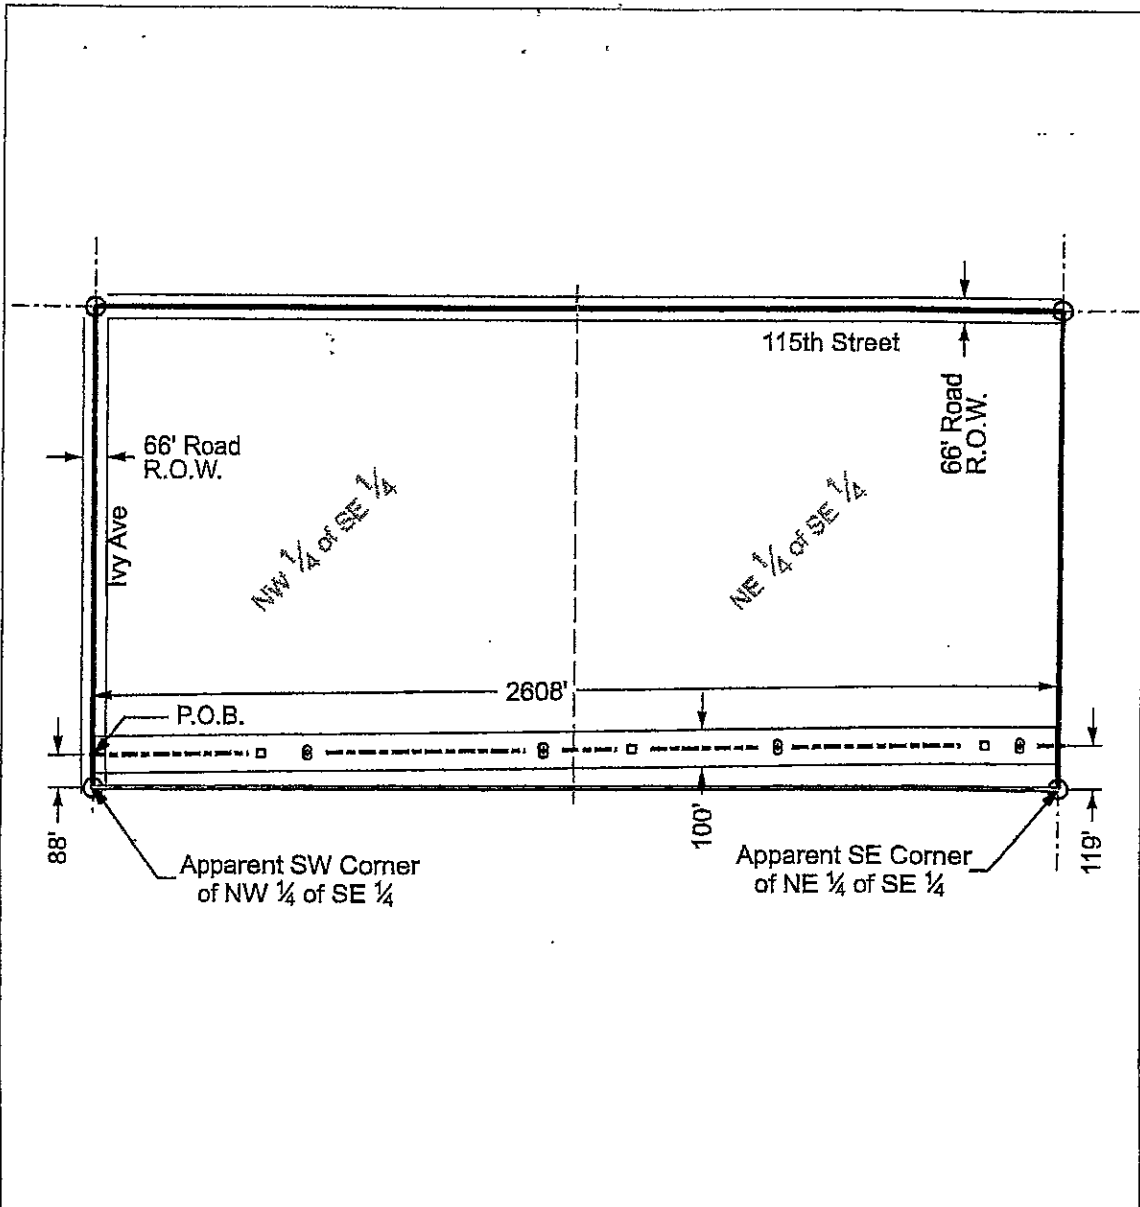 115th Street
66' Road
R.O.W.
66' Road
R.O.W.
Ivy Ave
NW ¼ of SE ¼
NE ¼ of SE ¼
2608'
P.O.B.
88'
100'
119'
Apparent SW Corner
of NW ¼ of SE ¼
Apparent SE Corner
of NE ¼ of SE ¼